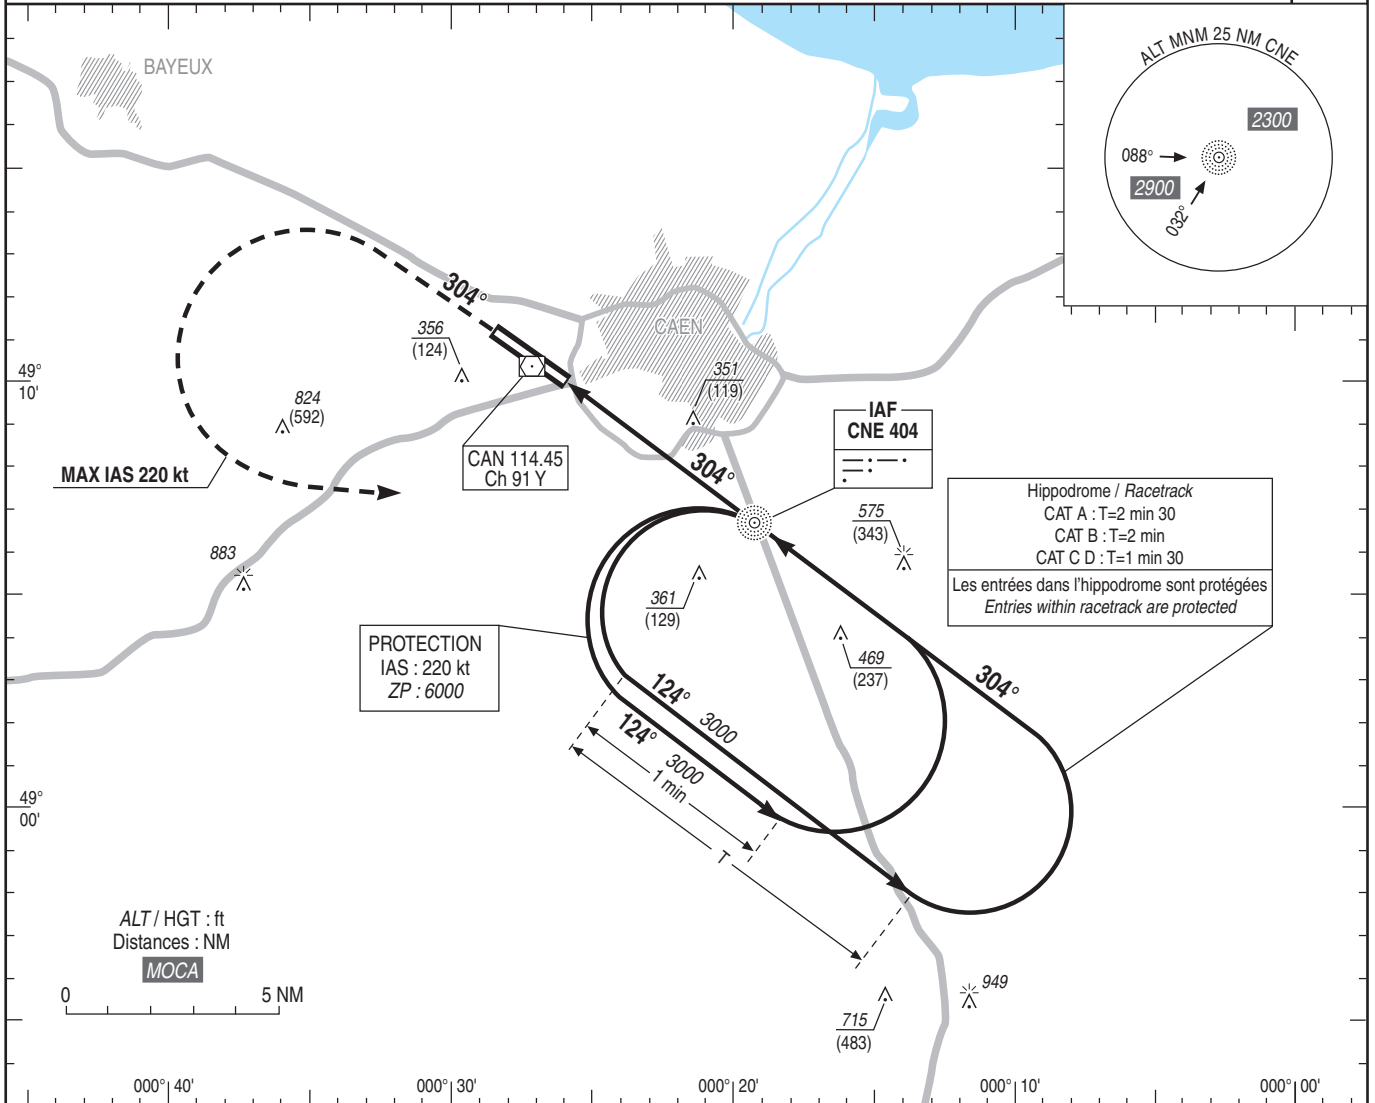 BAYEUX
ALT MNM 25 NM CNE
2300
088°
2900
032°
304°
356
(124)
CAEN
351
(119)
49°
10'
824
(592)
IAF
CNE 404
MAX IAS 220 kt
CAN 114.45
Ch 91 Y
304°
575
(343)
Hippodrome / Racetrack
CAT A : T=2 min 30
CAT B : T=2 min
CAT C D : T=1 min 30
Les entrées dans l'hippodrome sont protégées
Entries within racetrack are protected
883
361
(129)
PROTECTION
IAS : 220 kt
ZP : 6000
469
(237)
304°
124°
3000
124°
3000
1 min
T
49°
00'
ALT / HGT : ft
Distances : NM
MOCA
0
5 NM
949
715
(483)
000° 40'
000° 30'
000° 20'
000° 10'
000° 00'